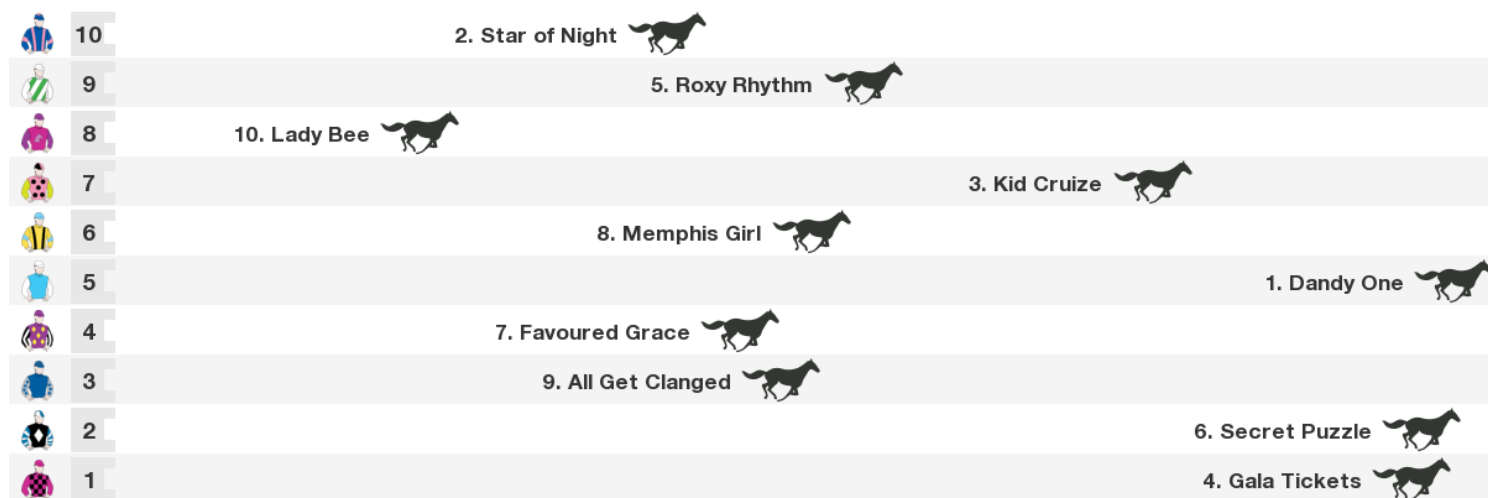 10 2. Star of Night
9 5. Roxy Rhythm
8 10. Lady Bee
7 3. Kid Cruize
6 8. Memphis Girl
5 1. Dandy One
4 7. Favoured Grace
3 9. All Get Clanged
2 6. Secret Puzzle
1 4. Gala Tickets